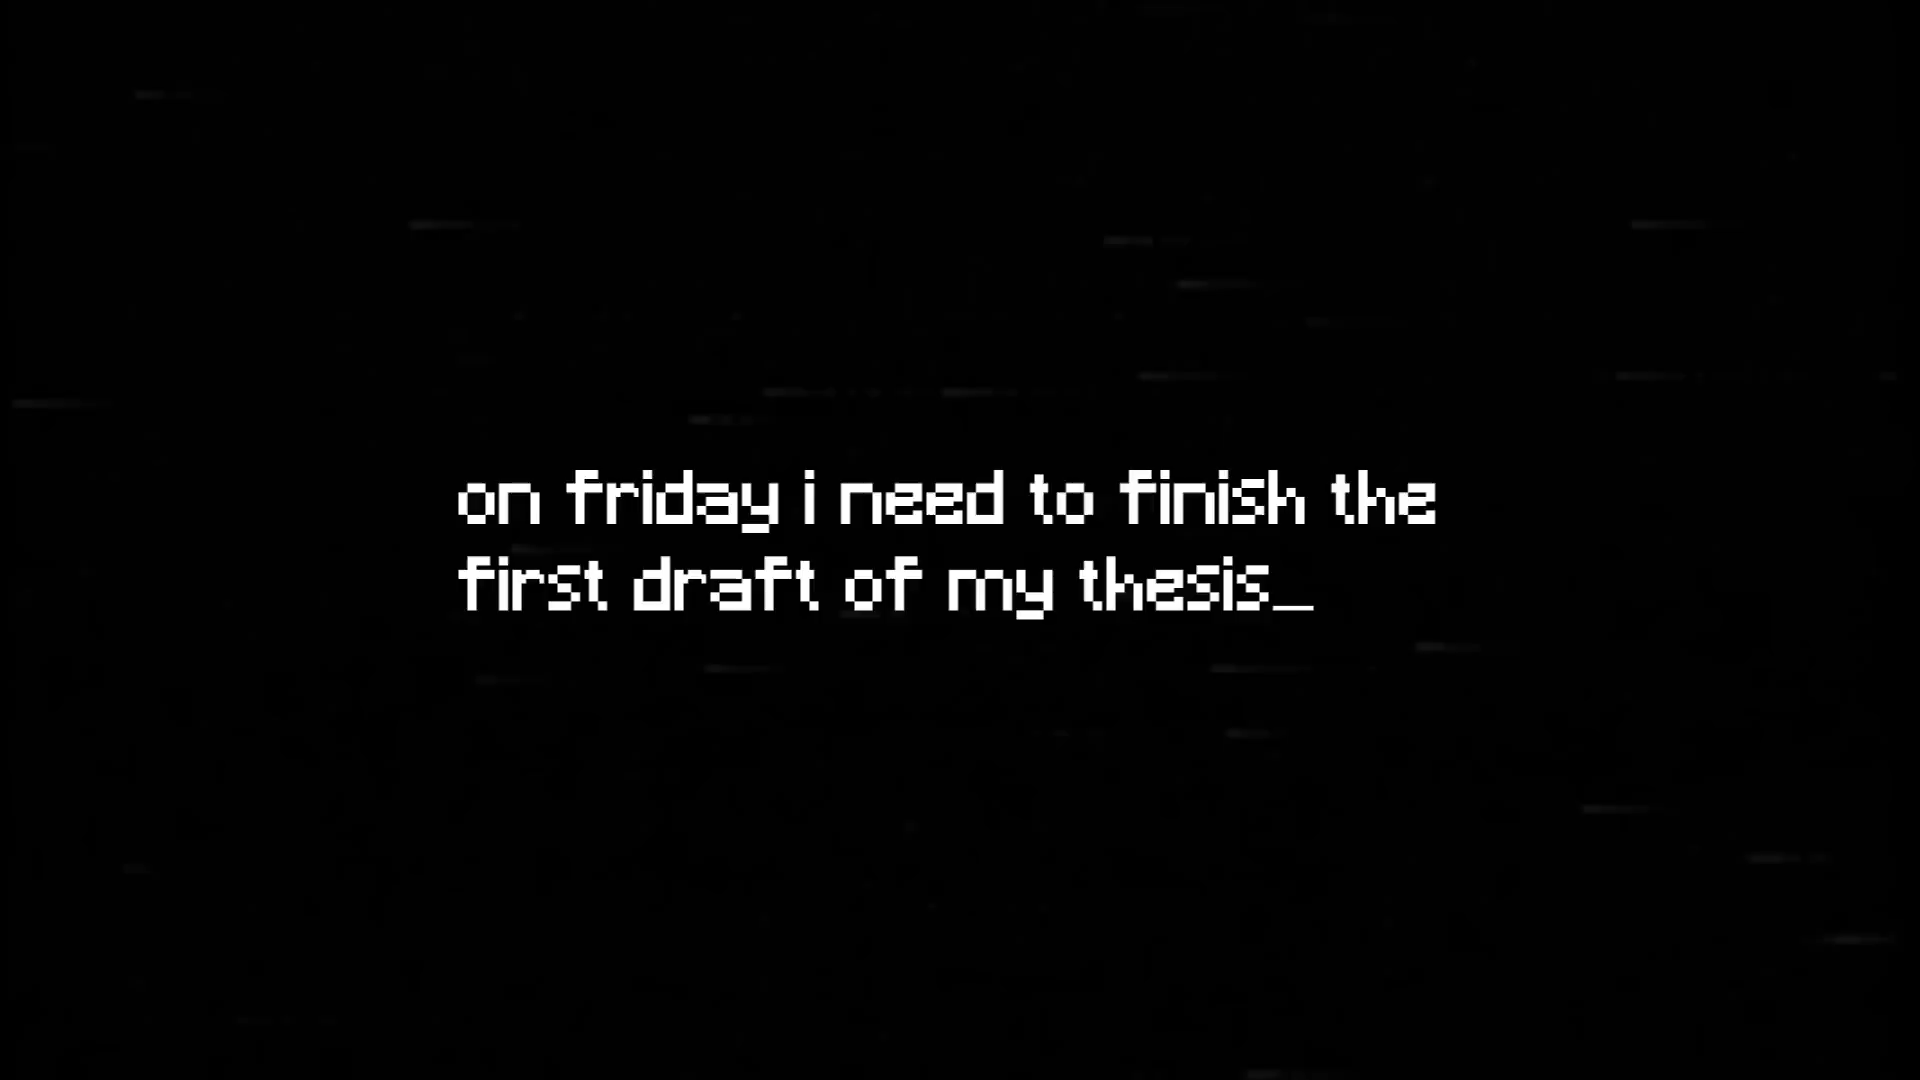 on friday i need to finish the
first draft of my thesis_